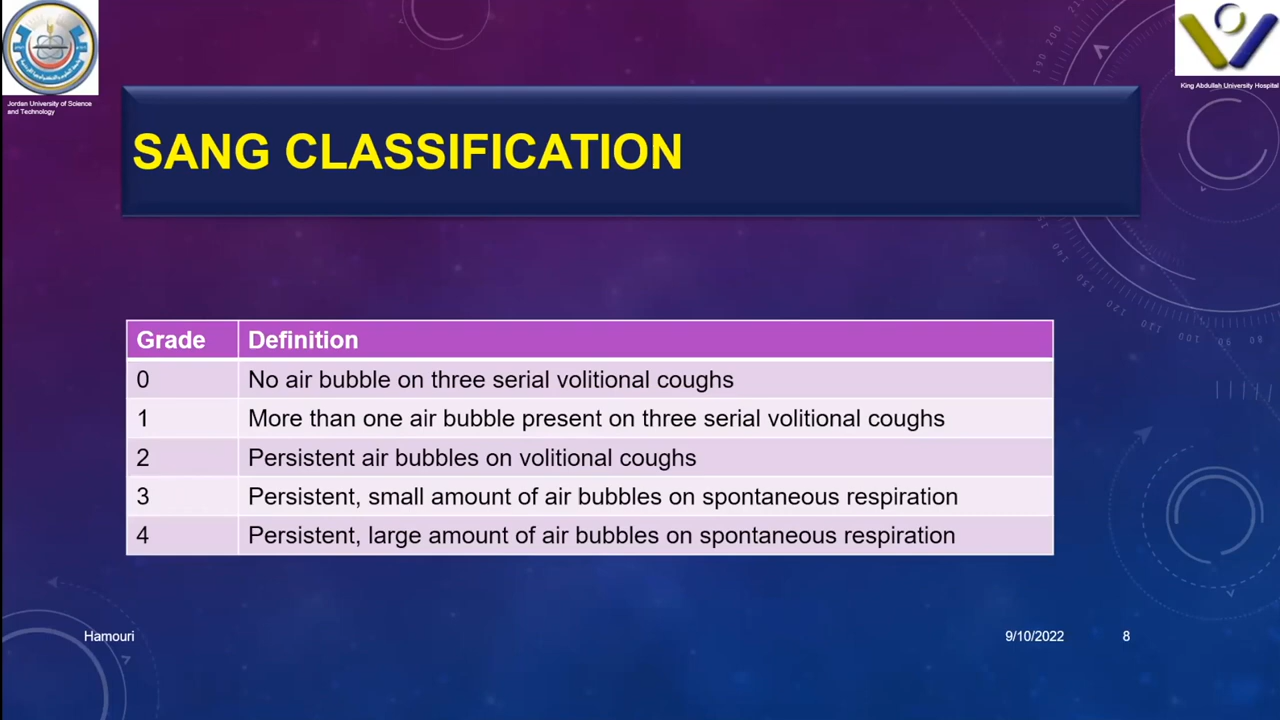 Jordan University of Science
and Technology
King Abdullah University Hospital
SANG CLASSIFICATION
Grade Definition
0 No air bubble on three serial volitional coughs
1 More than one air bubble present on three serial volitional coughs
2 Persistent air bubbles on volitional coughs
3 Persistent, small amount of air bubbles on spontaneous respiration
4 Persistent, large amount of air bubbles on spontaneous respiration
Hamouri 9/10/2022 8